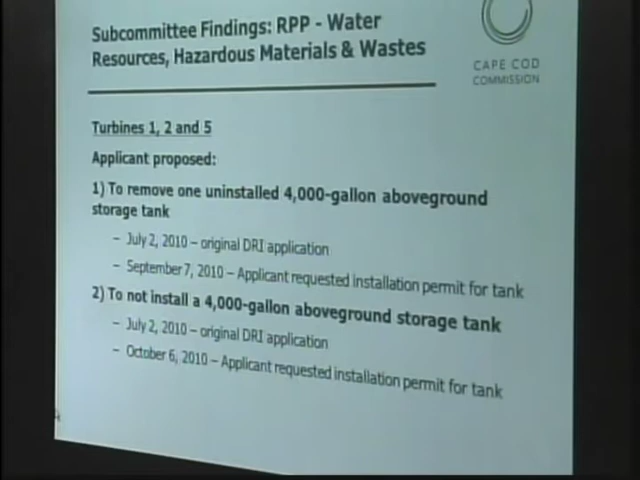 Subcommittee Findings: RPP - Water
Resources, Hazardous Materials & Wastes
CAPE COD
COMMISSION
Turbines 1, 2 and 5
Applicant proposed:
1) To remove one uninstalled 4,000-gallon aboveground
storage tank
– July 2, 2010 – original DRI application
– September 7, 2010 – Applicant requested installation permit for tank
2) To not install a 4,000-gallon aboveground storage tank
– July 2, 2010 – original DRI application
– October 6, 2010 – Applicant requested installation permit for tank